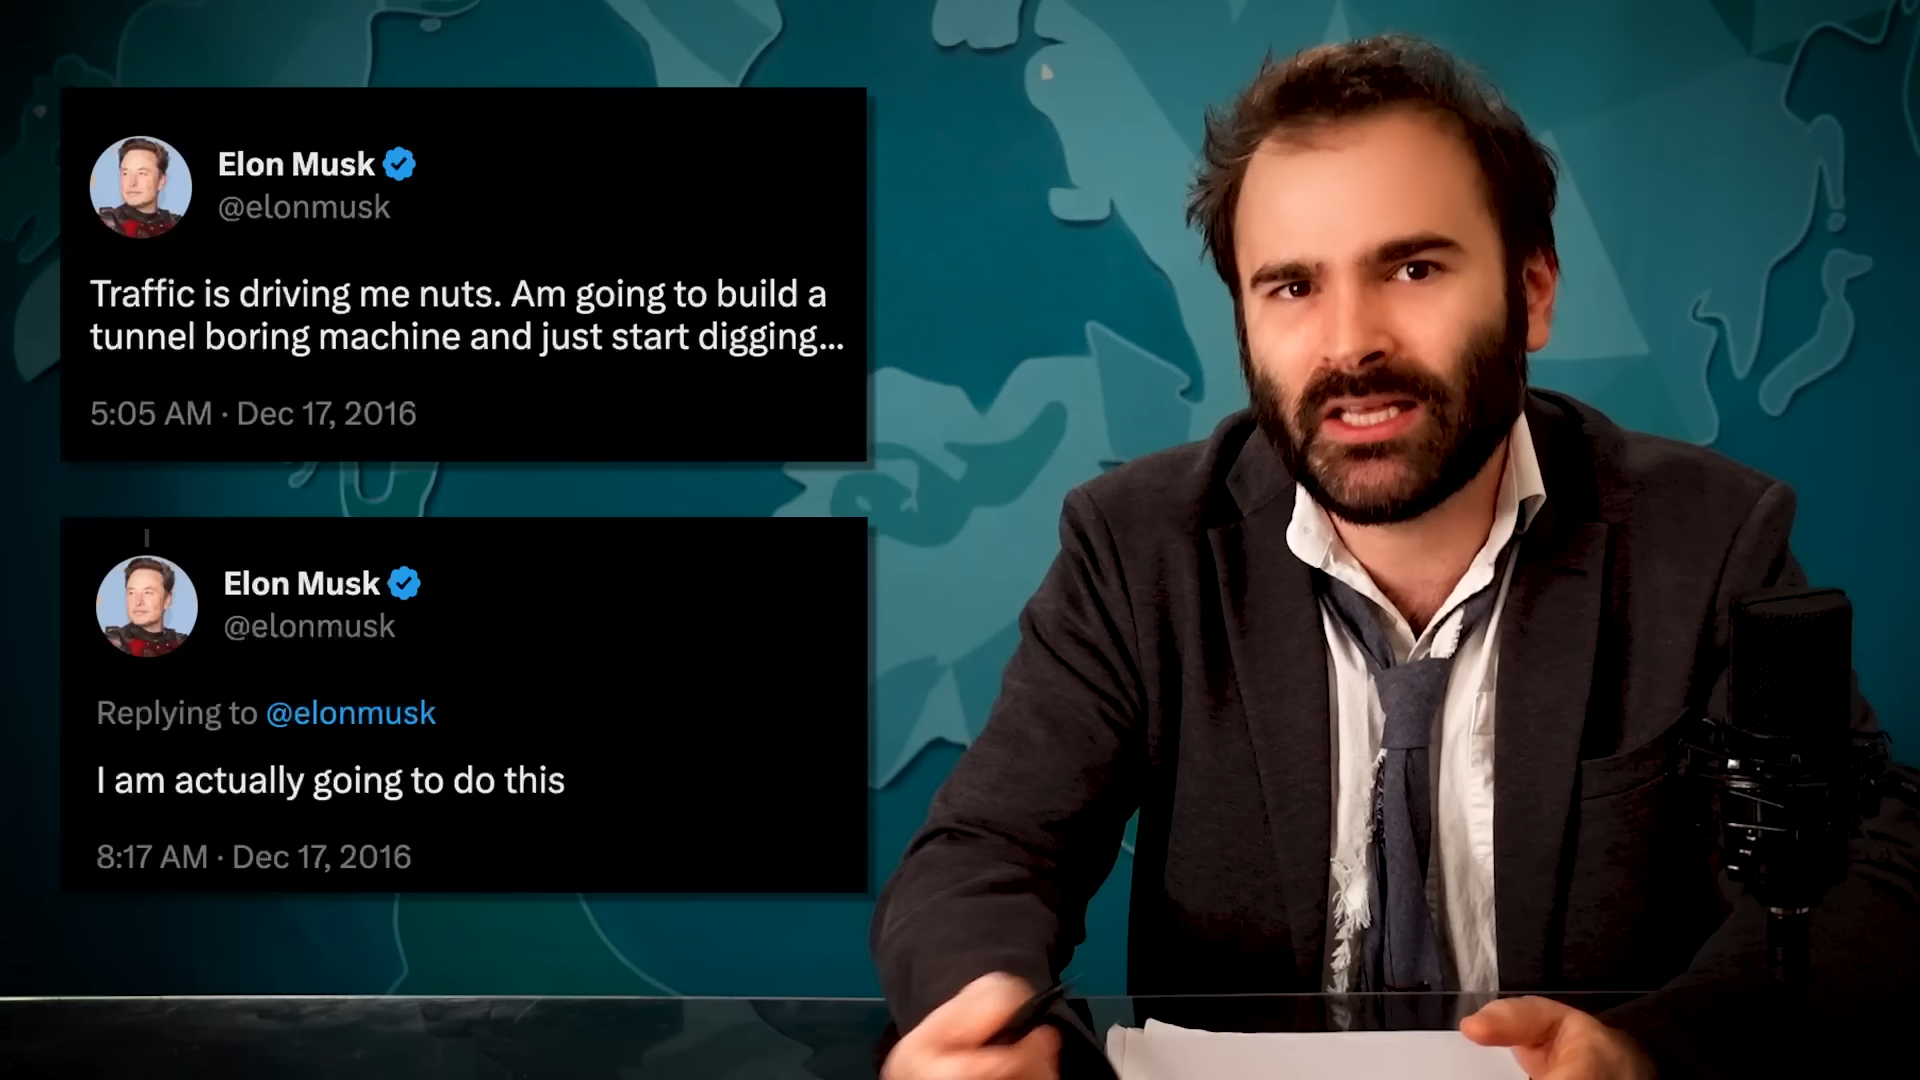 Elon Musk
@elonmusk
Traffic is driving me nuts. Am going to build a
tunnel boring machine and just start digging...
5:05 AM · Dec 17, 2016
Elon Musk
@elonmusk
Replying to @elonmusk
I am actually going to do this
8:17 AM · Dec 17, 2016